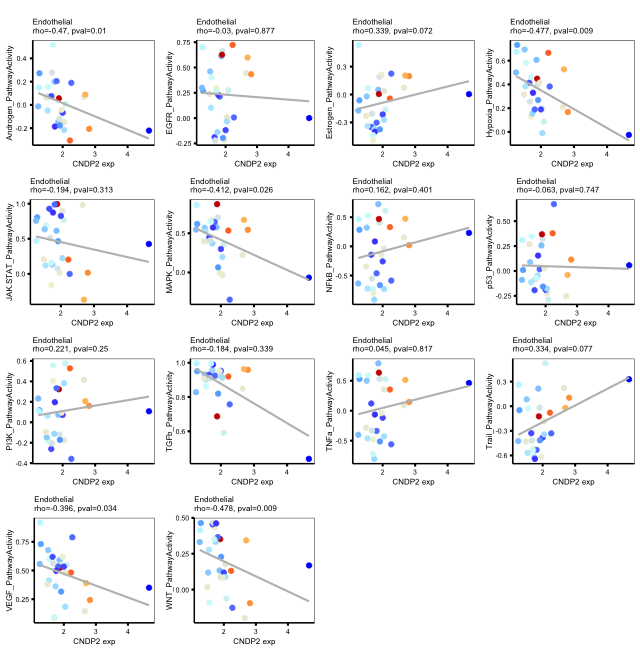 Endothelial
rho=-0.47, pval=0.01
Androgen_PathwayActivity
0.4
0.2
0.0
-0.2
2
3
4
CNDP2 exp
Endothelial
rho=-0.03, pval=0.877
EGFR_PathwayActivity
0.75
0.50
0.25
0.00
-0.25
2
3
4
CNDP2 exp
Endothelial
rho=0.339, pval=0.072
Estrogen_PathwayActivity
0.3
0.0
-0.3
2
3
4
CNDP2 exp
Endothelial
rho=-0.477, pval=0.009
Hypoxia_PathwayActivity
0.6
0.4
0.2
0.0
2
3
4
CNDP2 exp
Endothelial
rho=-0.194, pval=0.313
JAK-STAT_PathwayActivity
1.0
0.5
0.0
2
3
4
CNDP2 exp
Endothelial
rho=-0.412, pval=0.026
MAPK_PathwayActivity
0.5
0.0
2
3
4
CNDP2 exp
Endothelial
rho=0.162, pval=0.401
NFkB_PathwayActivity
0.5
0.0
-0.5
2
3
4
CNDP2 exp
Endothelial
rho=-0.063, pval=0.747
p53_PathwayActivity
0.50
0.25
0.00
-0.25
2
3
4
CNDP2 exp
Endothelial
rho=0.221, pval=0.25
PI3K_PathwayActivity
0.6
0.4
0.2
0.0
-0.2
-0.4
2
3
4
CNDP2 exp
Endothelial
rho=-0.184, pval=0.339
TGFb_PathwayActivity
1.0
0.8
0.6
2
3
4
CNDP2 exp
Endothelial
rho=0.045, pval=0.817
TNFa_PathwayActivity
0.5
0.0
-0.5
2
3
4
CNDP2 exp
Endothelial
rho=0.334, pval=0.077
Trail_PathwayActivity
0.3
0.0
-0.3
-0.6
2
3
4
CNDP2 exp
Endothelial
rho=-0.396, pval=0.034
VEGF_PathwayActivity
0.75
0.50
0.25
2
3
4
CNDP2 exp
Endothelial
rho=-0.478, pval=0.009
WNT_PathwayActivity
0.50
0.25
0.00
2
3
4
CNDP2 exp